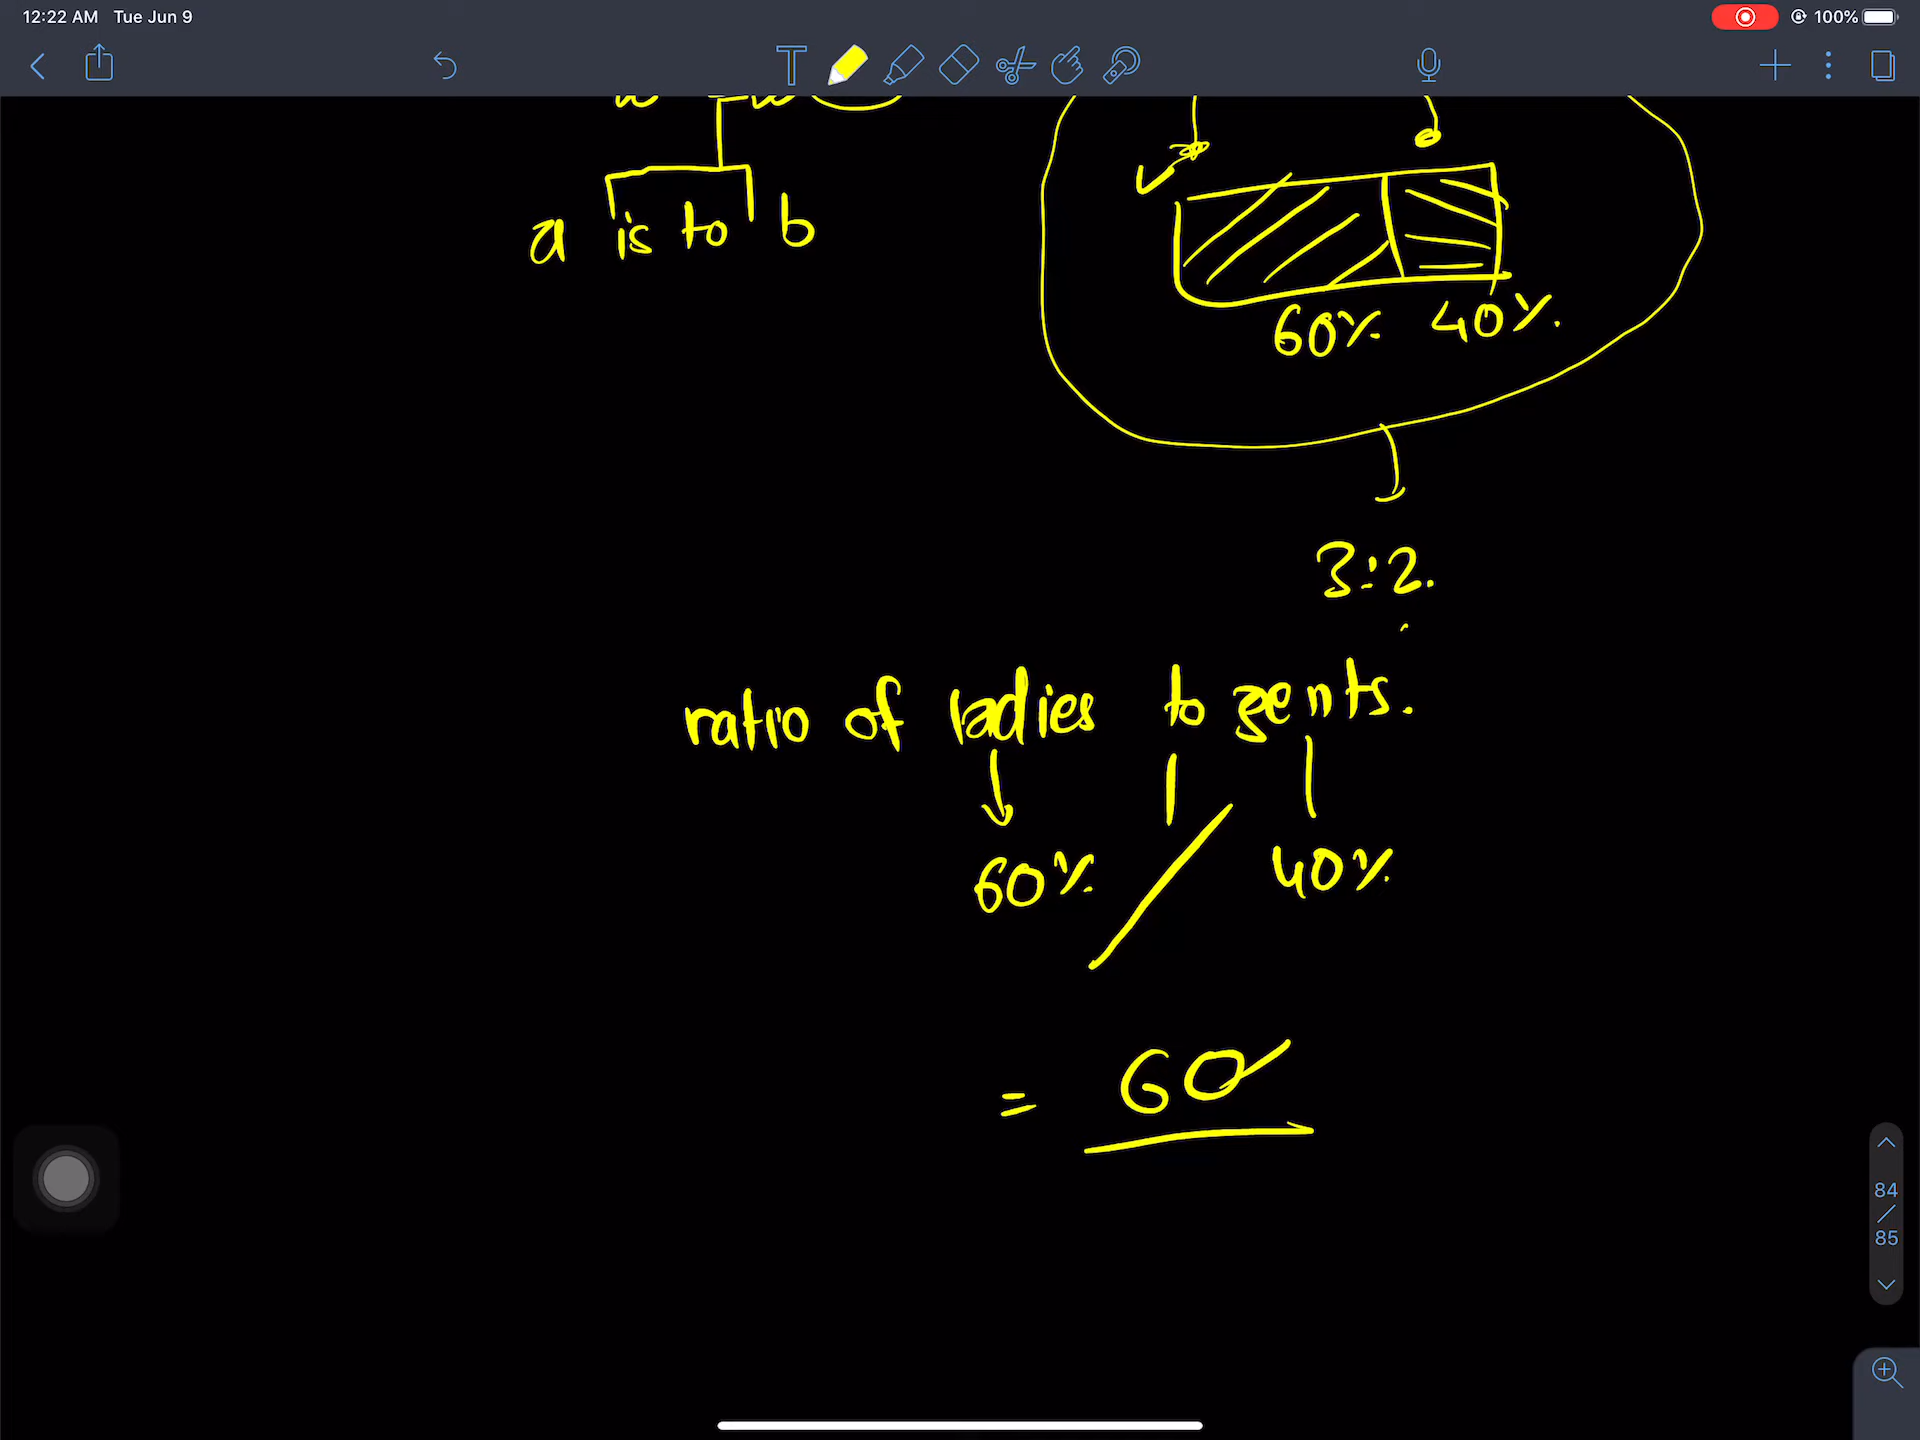 12:22 AM Tue Jun 9
100%
T
a is to b
60% 40%.
3:2.
ratio of ladies to gents.
60% / 40%
= 60
84
/
85